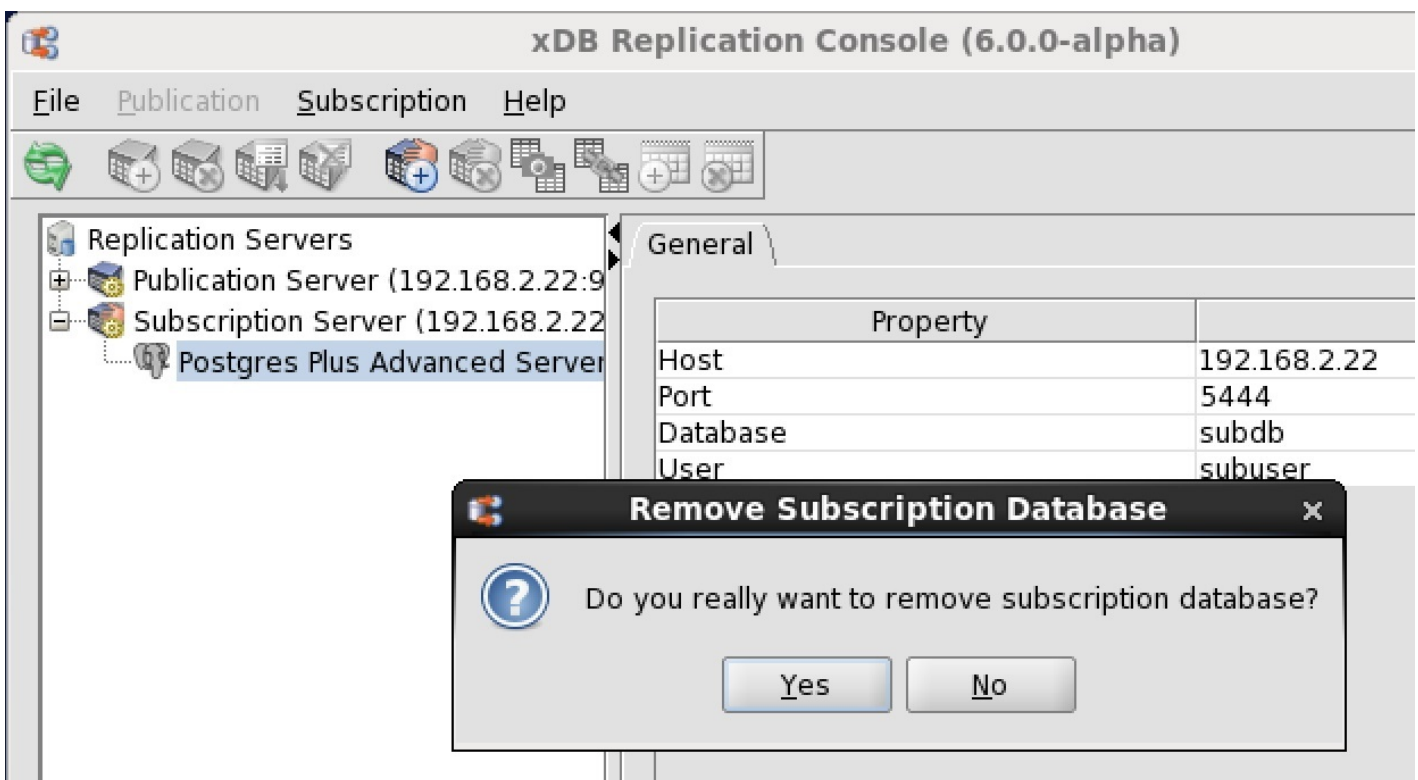 xDB Replication Console (6.0.0-alpha)
File Publication Subscription Help
Replication Servers
Publication Server (192.168.2.22:9
Subscription Server (192.168.2.22
Postgres Plus Advanced Server
General
Property
Host 192.168.2.22
Port 5444
Database subdb
User subuser
Remove Subscription Database
Do you really want to remove subscription database?
Yes No